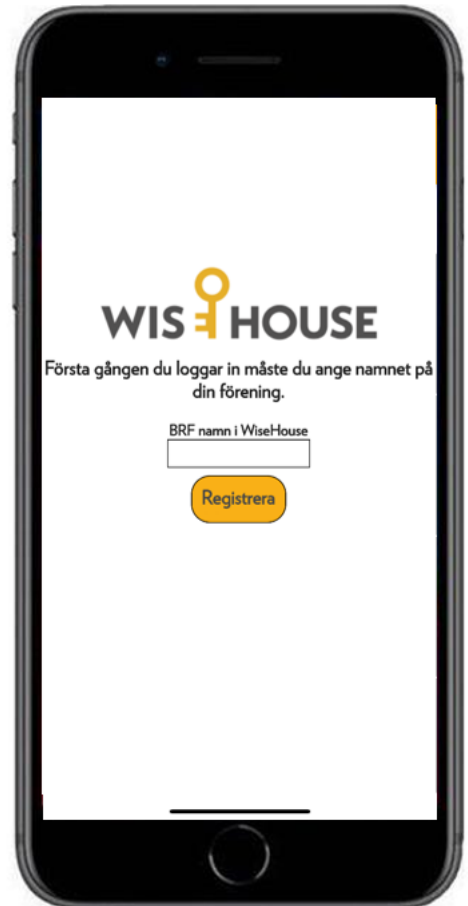 WISEHOUSE
Första gången du loggar in måste du ange namnet på
din förening.
BRF namn i WiseHouse
Registrera